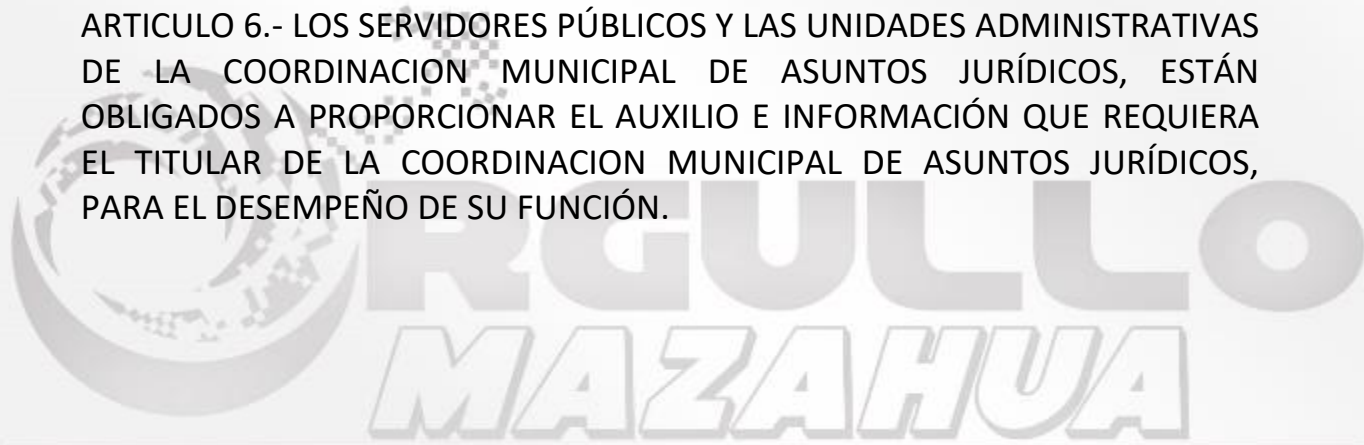 ARTICULO 6.- LOS SERVIDORES PÚBLICOS Y LAS UNIDADES ADMINISTRATIVAS
DE LA COORDINACION MUNICIPAL DE ASUNTOS JURÍDICOS, ESTÁN
OBLIGADOS A PROPORCIONAR EL AUXILIO E INFORMACIÓN QUE REQUIERA
EL TITULAR DE LA COORDINACION MUNICIPAL DE ASUNTOS JURÍDICOS,
PARA EL DESEMPEÑO DE SU FUNCIÓN.
ORGULLO
MAZAHUA